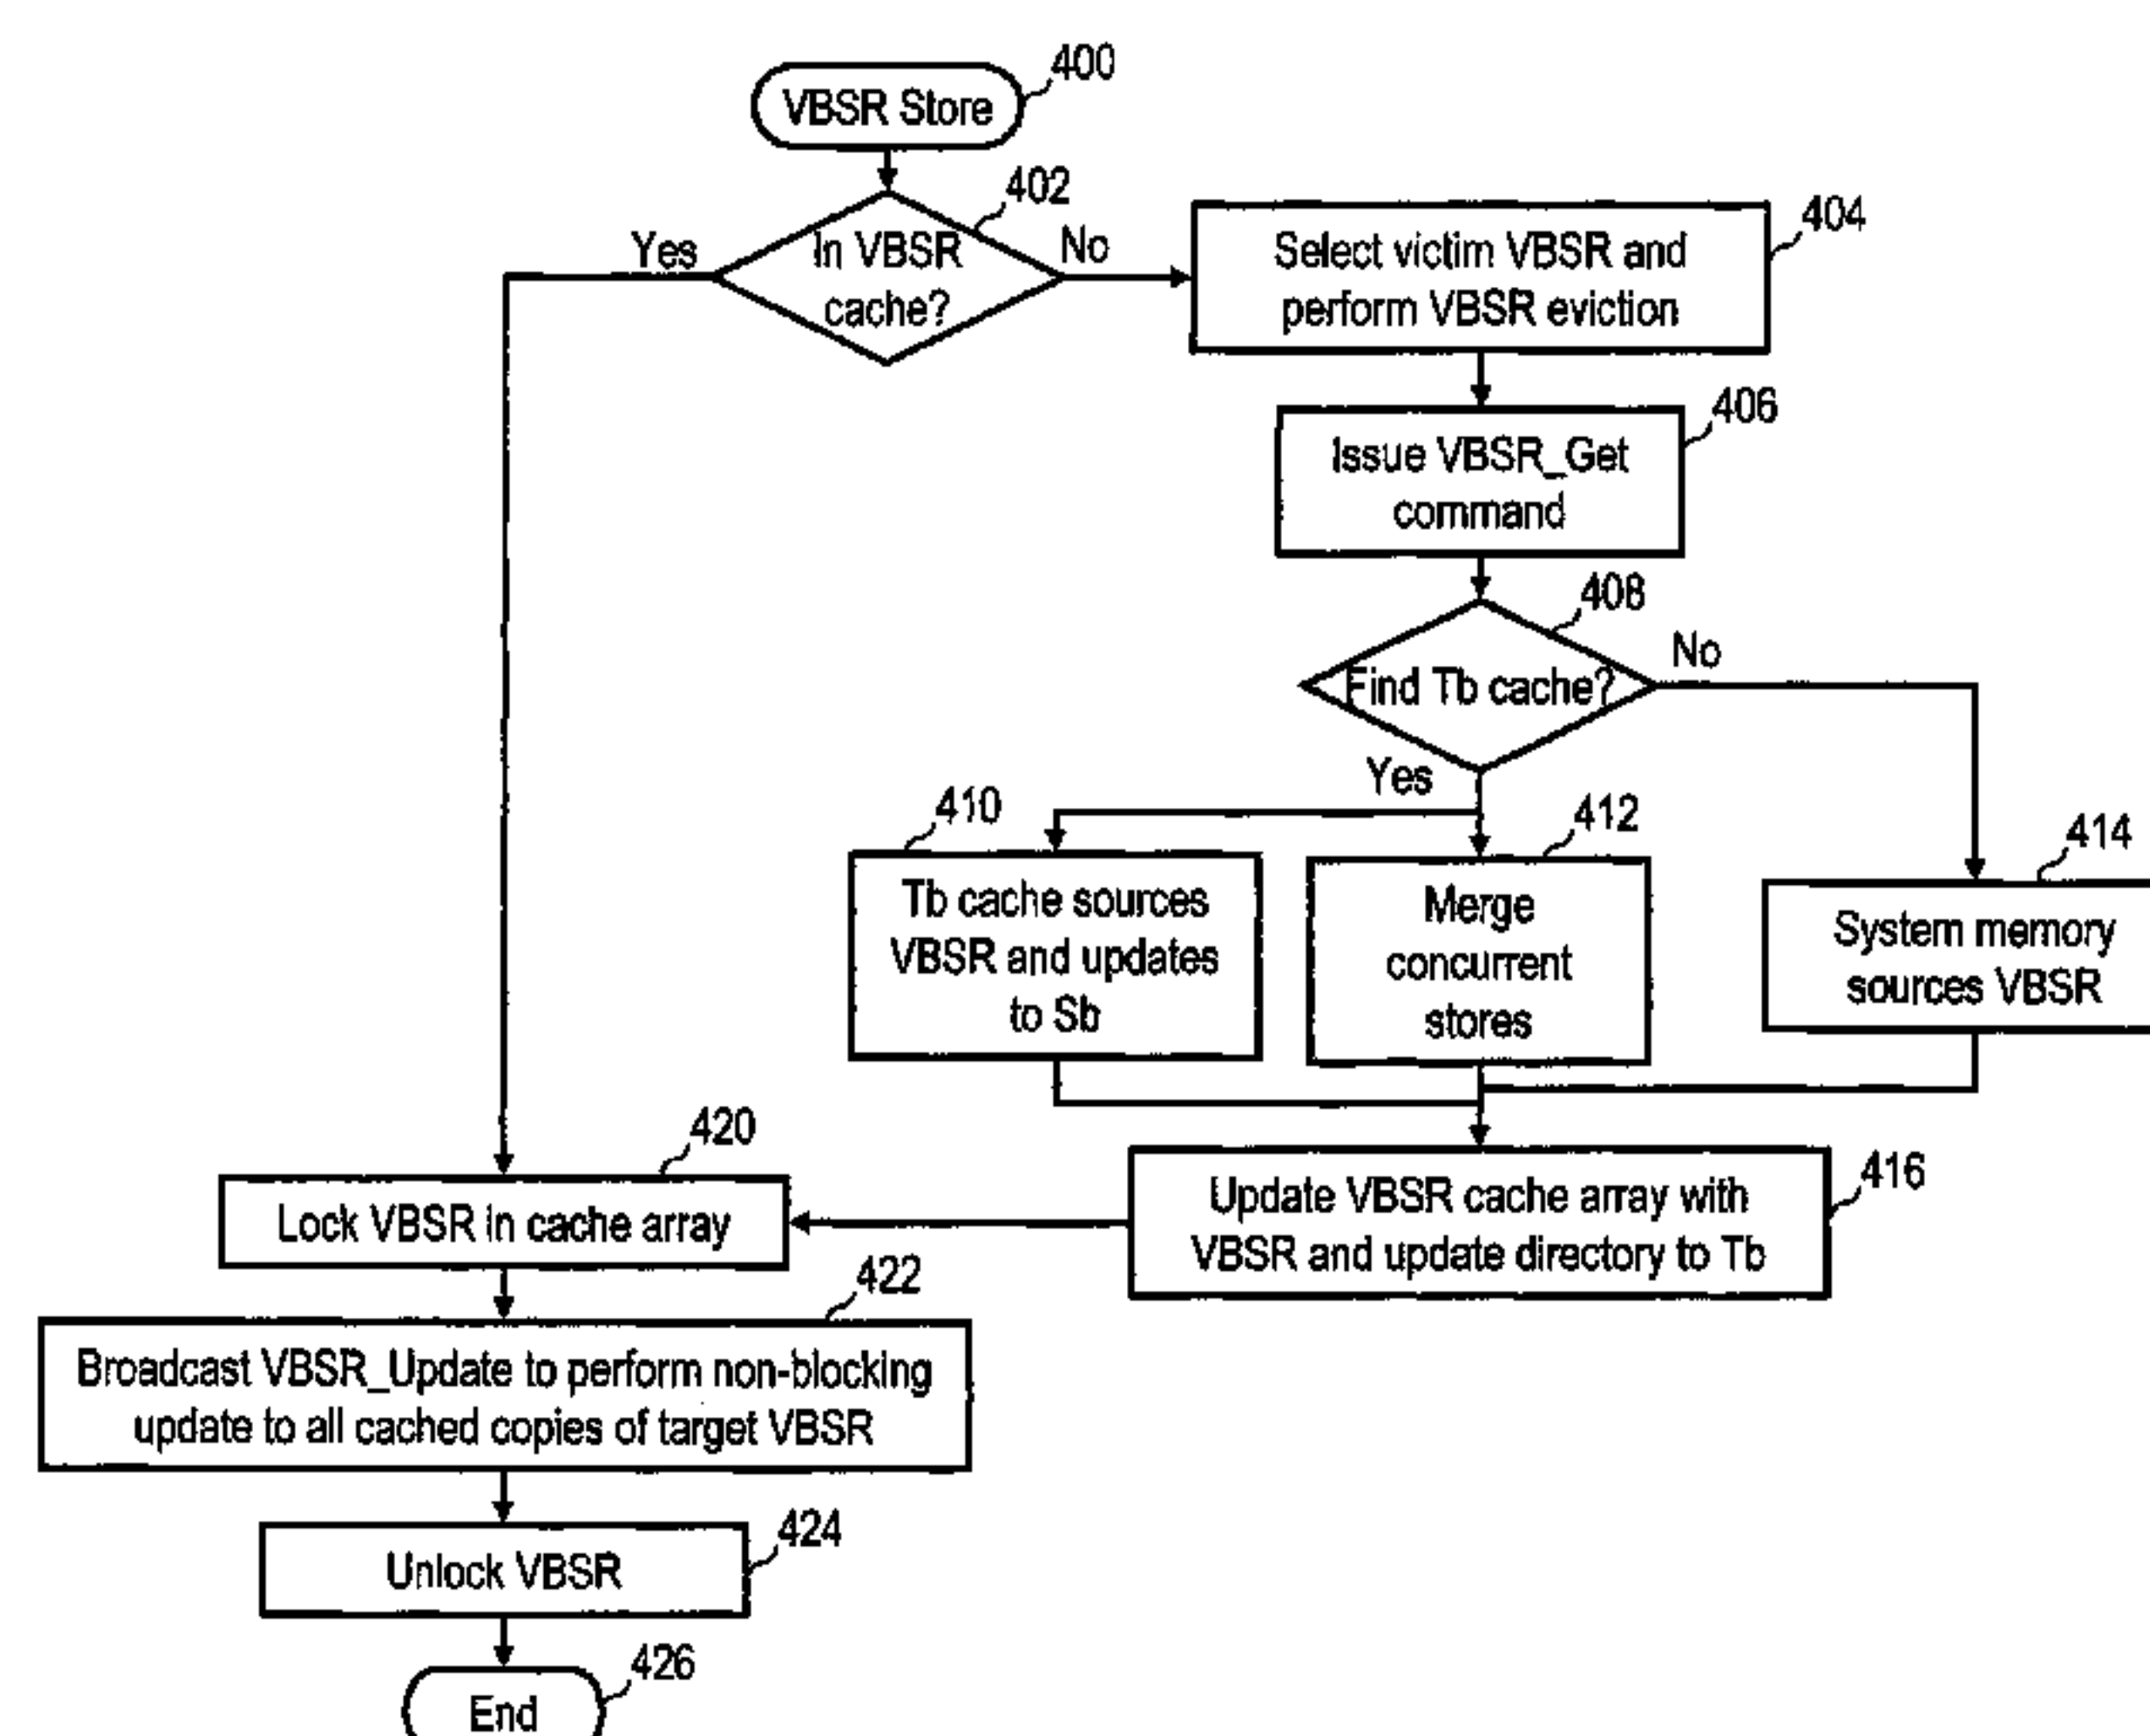 400
VBSR Store
402
In VBSR
cache?
Yes
No
404
Select victim VBSR and
perform VBSR eviction
406
Issue VBSR_Get
command
408
Find Tb cache?
No
Yes
410
Tb cache sources
VBSR and updates
to Sb
412
Merge
concurrent
stores
414
System memory
sources VBSR
416
Update VBSR cache array with
VBSR and update directory to Tb
420
Lock VBSR in cache array
422
Broadcast VBSR_Update to perform non-blocking
update to all cached copies of target VBSR
424
Unlock VBSR
426
End